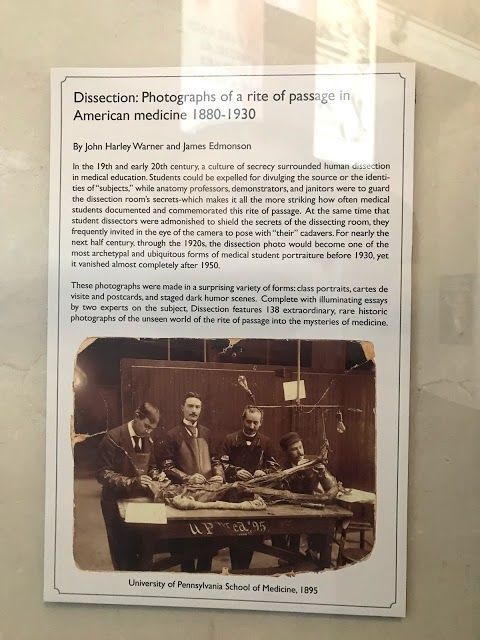 Dissection: Photographs of a rite of passage in
American medicine 1880-1930
By John Harley Warner and James Edmonson
In the 19th and early 20th century, a culture of secrecy surrounded human dissection
in medical education. Students could be expelled for divulging the source or the identi-
ties of "subjects," while anatomy professors, demonstrators, and janitors were to guard
the dissection room's secrets-which makes it all the more striking how often medical
students documented and commemorated this rite of passage. At the same time that
student dissectors were admonished to shield the secrets of the dissecting room, they
frequently invited in the eye of the camera to pose with "their" cadavers. For nearly the
next half century, through the 1920s, the dissection photo would become one of the
most archetypal and ubiquitous forms of medical student portraiture before 1930, yet
it vanished almost completely after 1950.
These photographs were made in a surprising variety of forms: class portraits, cartes de
visite and postcards, and staged dark humor scenes. Complete with illuminating essays
by two experts on the subject, Dissection features 138 extraordinary, rare historic
photographs of the unseen world of the rite of passage into the mysteries of medicine.
University of Pennsylvania School of Medicine, 1895